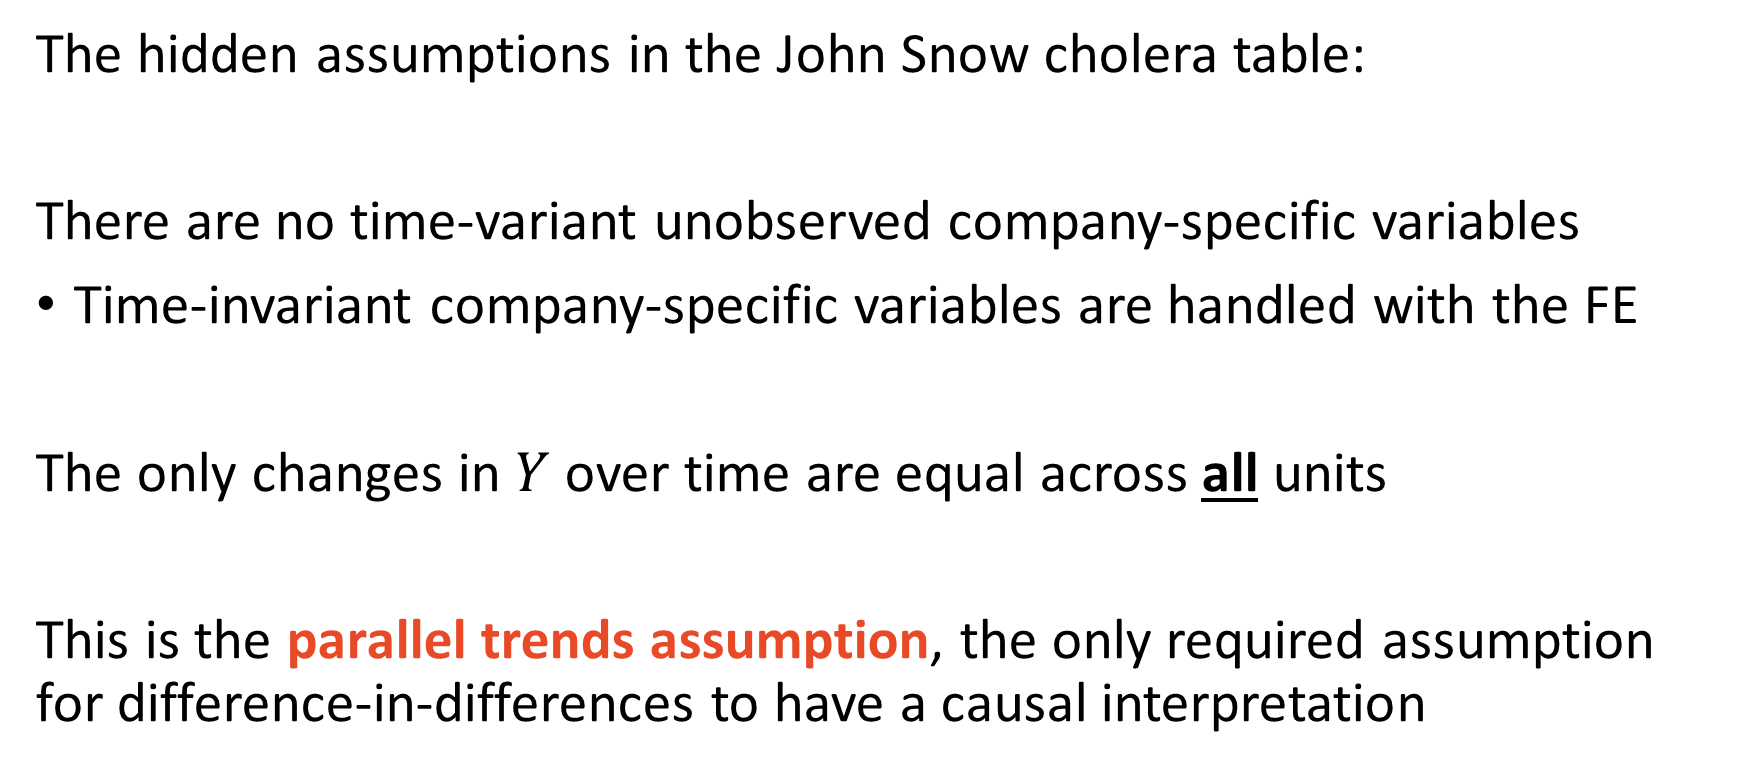 The hidden assumptions in the John Snow cholera table:
There are no time-variant unobserved company-specific variables
• Time-invariant company-specific variables are handled with the FE
The only changes in Y over time are equal across all units
This is the parallel trends assumption, the only required assumption
for difference-in-differences to have a causal interpretation